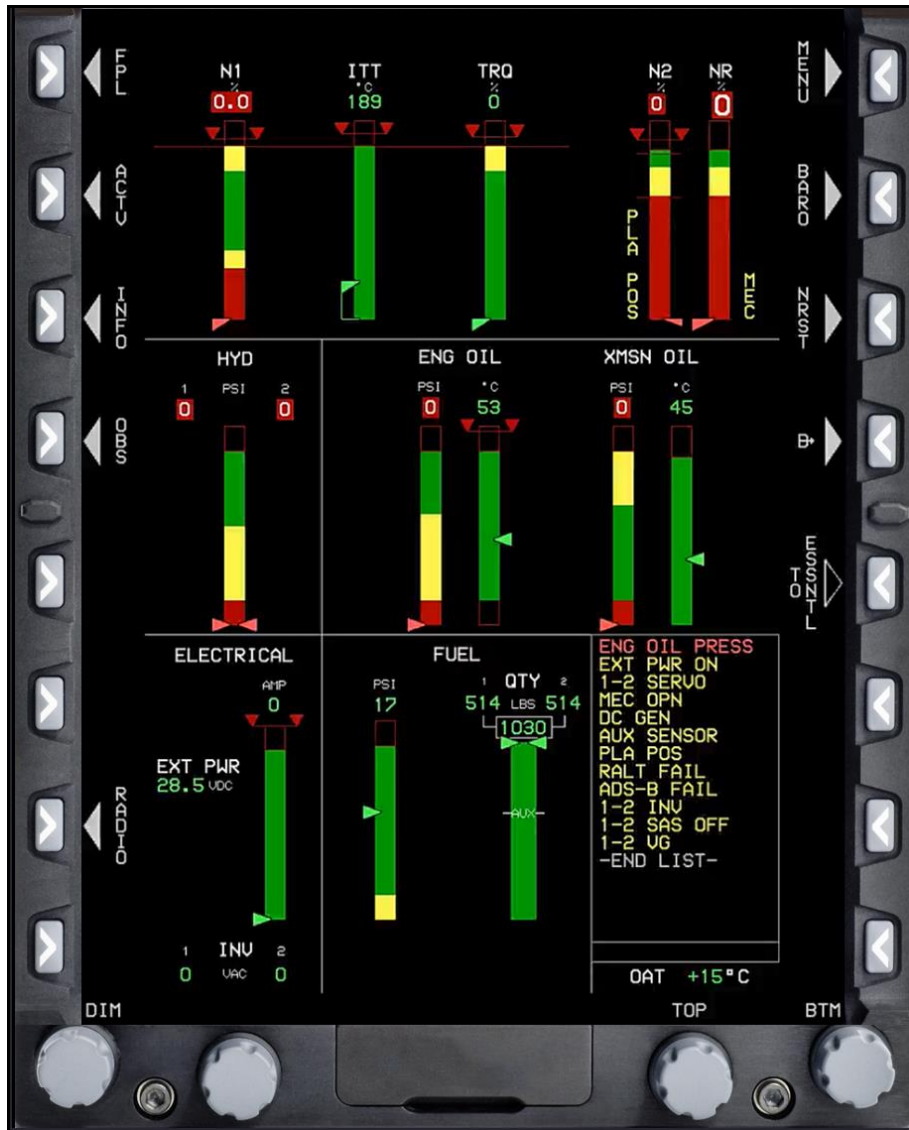 FPL
ACTV
INFO
OBS
RADIO
MENU
BARO
NRST
B→
TO ESSNTL
N1
%
0.0
ITT
°C
189
TRQ
%
0
N2
%
0
NR
%
0
PLA POS
MEC
HYD
1 PSI 2
0 0
ENG OIL
PSI °C
0 53
XMSN OIL
PSI °C
0 45
ELECTRICAL
AMP
0
EXT PWR
28.5 VDC
1 INV 2
0 VAC 0
FUEL
PSI
17
1 QTY 2
514 LBS 514
1030
-AUX-
ENG OIL PRESS
EXT PWR ON
1-2 SERVO
MEC OPN
DC GEN
AUX SENSOR
PLA POS
RALT FAIL
ADS-B FAIL
1-2 INV
1-2 SAS OFF
1-2 VG
-END LIST-
OAT +15°C
DIM TOP BTM